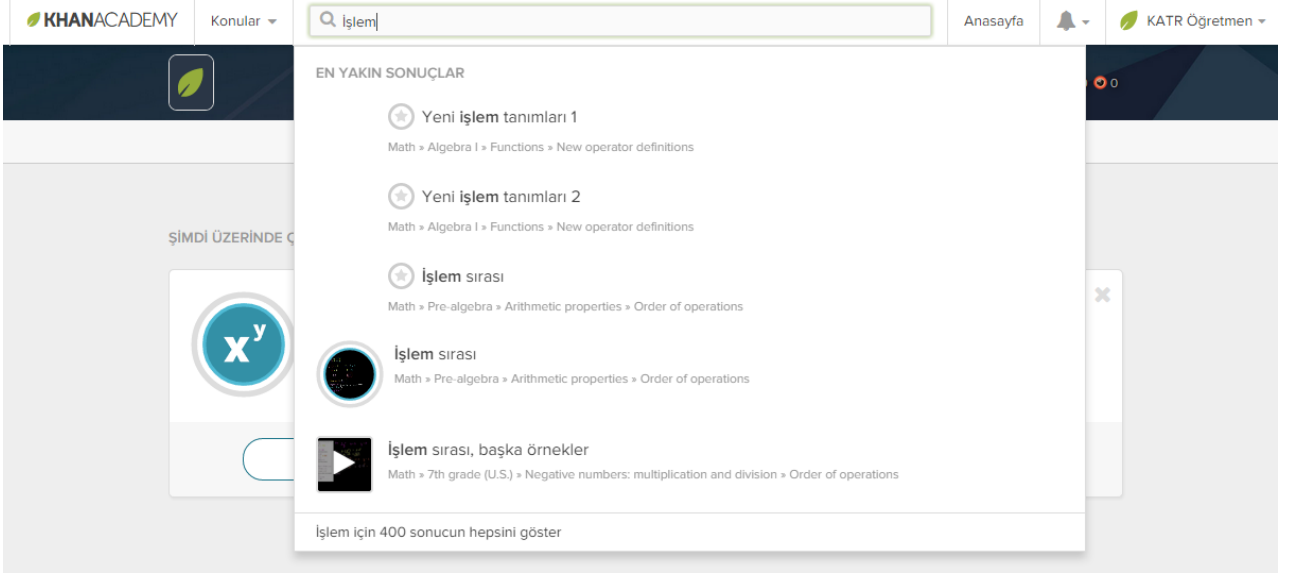 KHANACADEMY Konular İşlem Anasayfa KATR Öğretmen
EN YAKIN SONUÇLAR
0
Yeni işlem tanımları 1
Math » Algebra I » Functions » New operator definitions
Yeni işlem tanımları 2
Math » Algebra I » Functions » New operator definitions
ŞİMDİ ÜZERİNDE
İşlem sırası
Math » Pre-algebra » Arithmetic properties » Order of operations
xʸ
İşlem sırası
Math » Pre-algebra » Arithmetic properties » Order of operations
İşlem sırası, başka örnekler
Math » 7th grade (U.S.) » Negative numbers: multiplication and division » Order of operations
İşlem için 400 sonucun hepsini göster